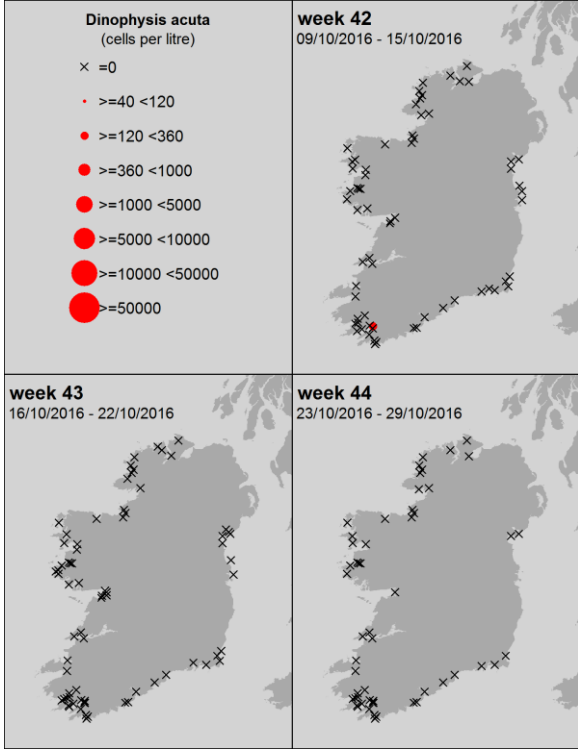 Dinophysis acuta
(cells per litre)
=0
>=40 <120
>=120 <360
>=360 <1000
>=1000 <5000
>=5000 <10000
>=10000 <50000
>=50000
week 42
09/10/2016 - 15/10/2016
week 43
16/10/2016 - 22/10/2016
week 44
23/10/2016 - 29/10/2016